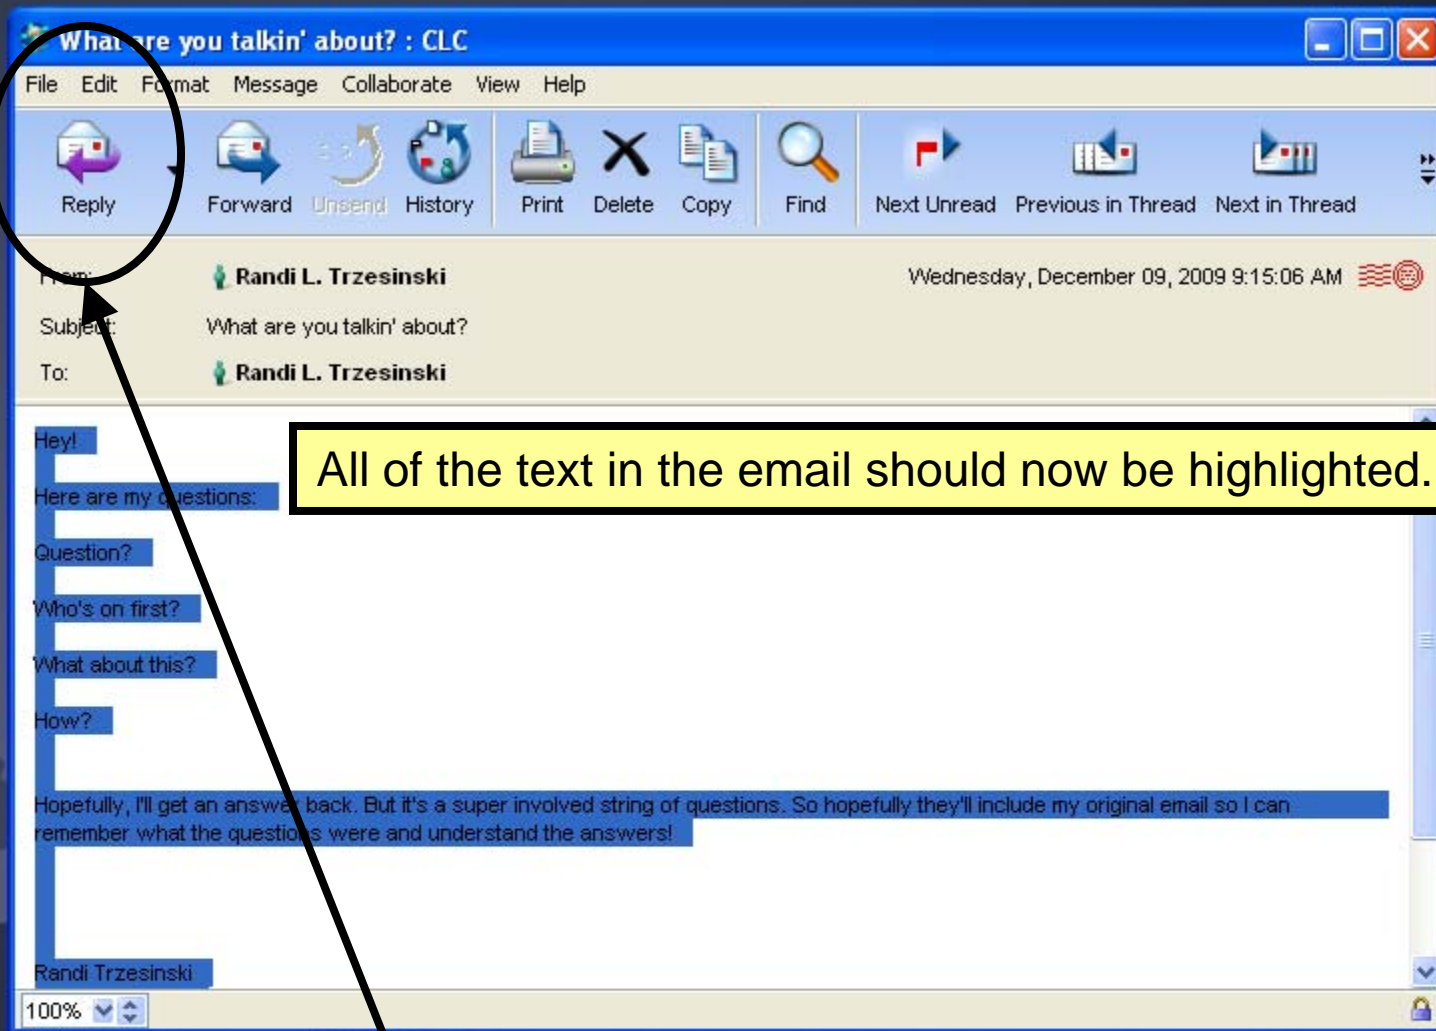 What are you talkin' about? : CLC
File Edit Format Message Collaborate View Help
Reply Forward Unsend History Print Delete Copy Find Next Unread Previous in Thread Next in Thread
From: Randi L. Trzesinski Wednesday, December 09, 2009 9:15:06 AM
Subject: What are you talkin' about?
To: Randi L. Trzesinski
Hey!
All of the text in the email should now be highlighted.
Here are my questions:
Question?
Who's on first?
What about this?
How?
Hopefully, I'll get an answer back. But it's a super involved string of questions. So hopefully they'll include my original email so I can
remember what the questions were and understand the answers!
Randi Trzesinski
100%